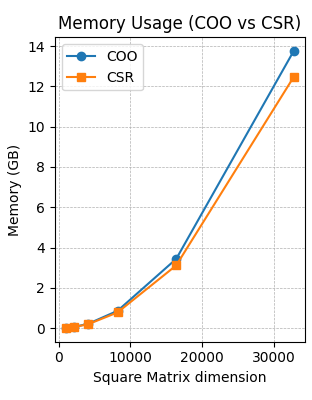 Memory Usage (COO vs CSR)
COO
CSR
14
12
10
8
6
4
2
0
Memory (GB)
0 10000 20000 30000
Square Matrix dimension